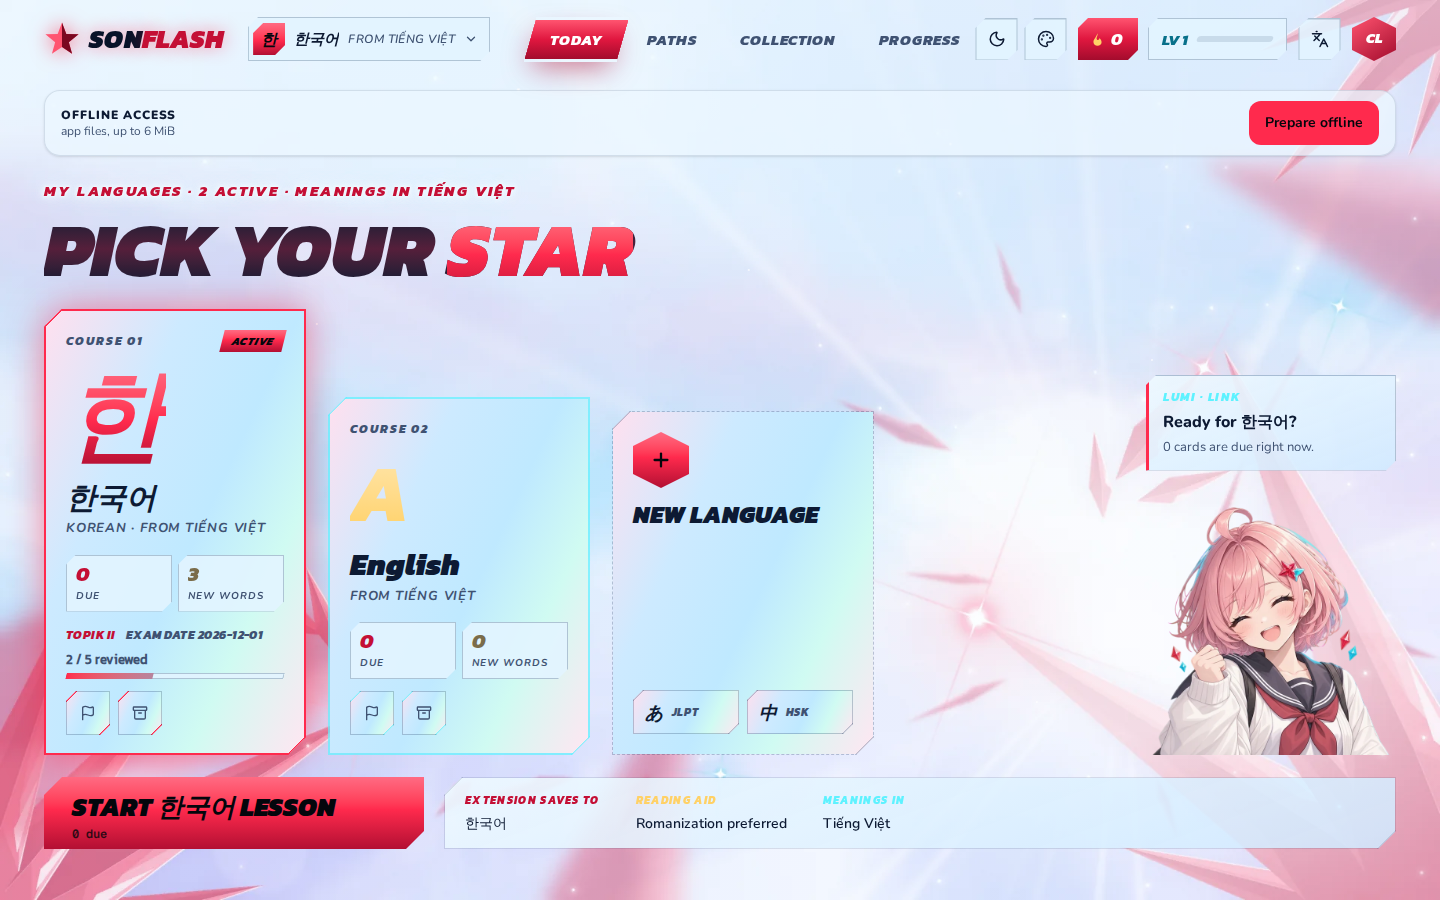 SONFLASH
한 한국어 FROM TIẾNG VIỆT
TODAY
PATHS
COLLECTION
PROGRESS
0
LV 1
CL
OFFLINE ACCESS
app files, up to 6 MiB
Prepare offline
MY LANGUAGES · 2 ACTIVE · MEANINGS IN TIẾNG VIỆT
PICK YOUR STAR
COURSE 01
ACTIVE
한
한국어
KOREAN · FROM TIẾNG VIỆT
0
DUE
3
NEW WORDS
TOPIK II EXAM DATE 2026-12-01
2 / 5 reviewed
COURSE 02
A
English
FROM TIẾNG VIỆT
0
DUE
0
NEW WORDS
+
NEW LANGUAGE
あ JLPT
中 HSK
LUMI · LINK
Ready for 한국어?
0 cards are due right now.
START 한국어 LESSON
0 due
EXTENSION SAVES TO
한국어
READING AID
Romanization preferred
MEANINGS IN
Tiếng Việt